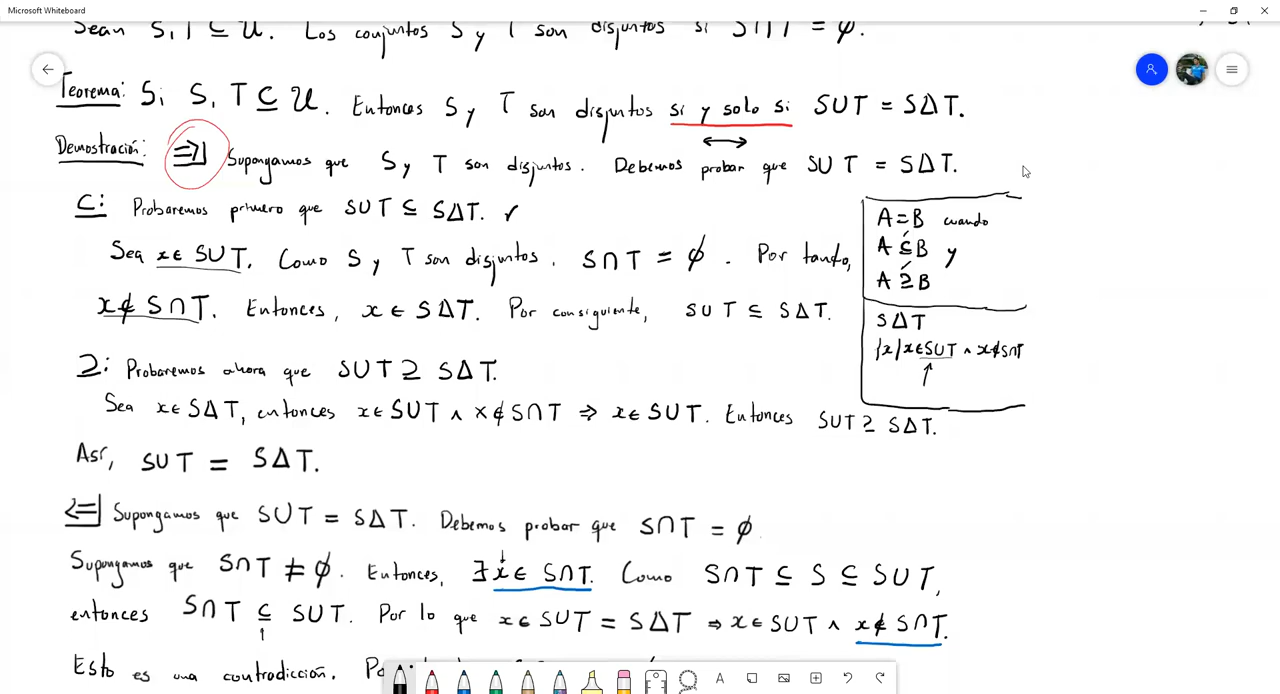 Microsoft Whiteboard
Sean S, T ⊆ U. Los conjuntos S y T son disjuntos si S∩T = ∅.
Teorema: Si S, T ⊆ U. Entonces S y T son disjuntos si y solo si S∪T = S∆T.
Demostración: ⇒] Supongamos que S y T son disjuntos. Debemos probar que S∪T = S∆T.
⊂: Probaremos primero que S∪T ⊆ S∆T. ✓
Sea x∈ S∪T. Como S y T son disjuntos. S∩T = ∅. Por tanto,
x∉ S∩T. Entonces, x ∈ S∆T. Por consiguiente, S∪T ⊆ S∆T.
A=B cuando
A ⊆ B y
A ⊇ B
S∆T
{x/x∈S∪T ∧ x∉S∩T
⊇: Probaremos ahora que S∪T ⊇ S∆T.
Sea x∈ S∆T, entonces x∈ S∪T ∧ x∉S∩T ⇒ x∈ S∪T. Entonces S∪T ⊇ S∆T.
Así, S∪T = S∆T.
⇐] Supongamos que S∪T = S∆T. Debemos probar que S∩T = ∅.
Supongamos que S∩T ≠ ∅. Entonces, ∃ x ∈ S∩T. Como S∩T ⊆ S ⊆ S∪T,
entonces S∩T ⊆ S∪T. Por lo que x∈ S∪T = S∆T ⇒ x∈ S∪T ∧ x∉ S∩T.
Esto es una contradicción.